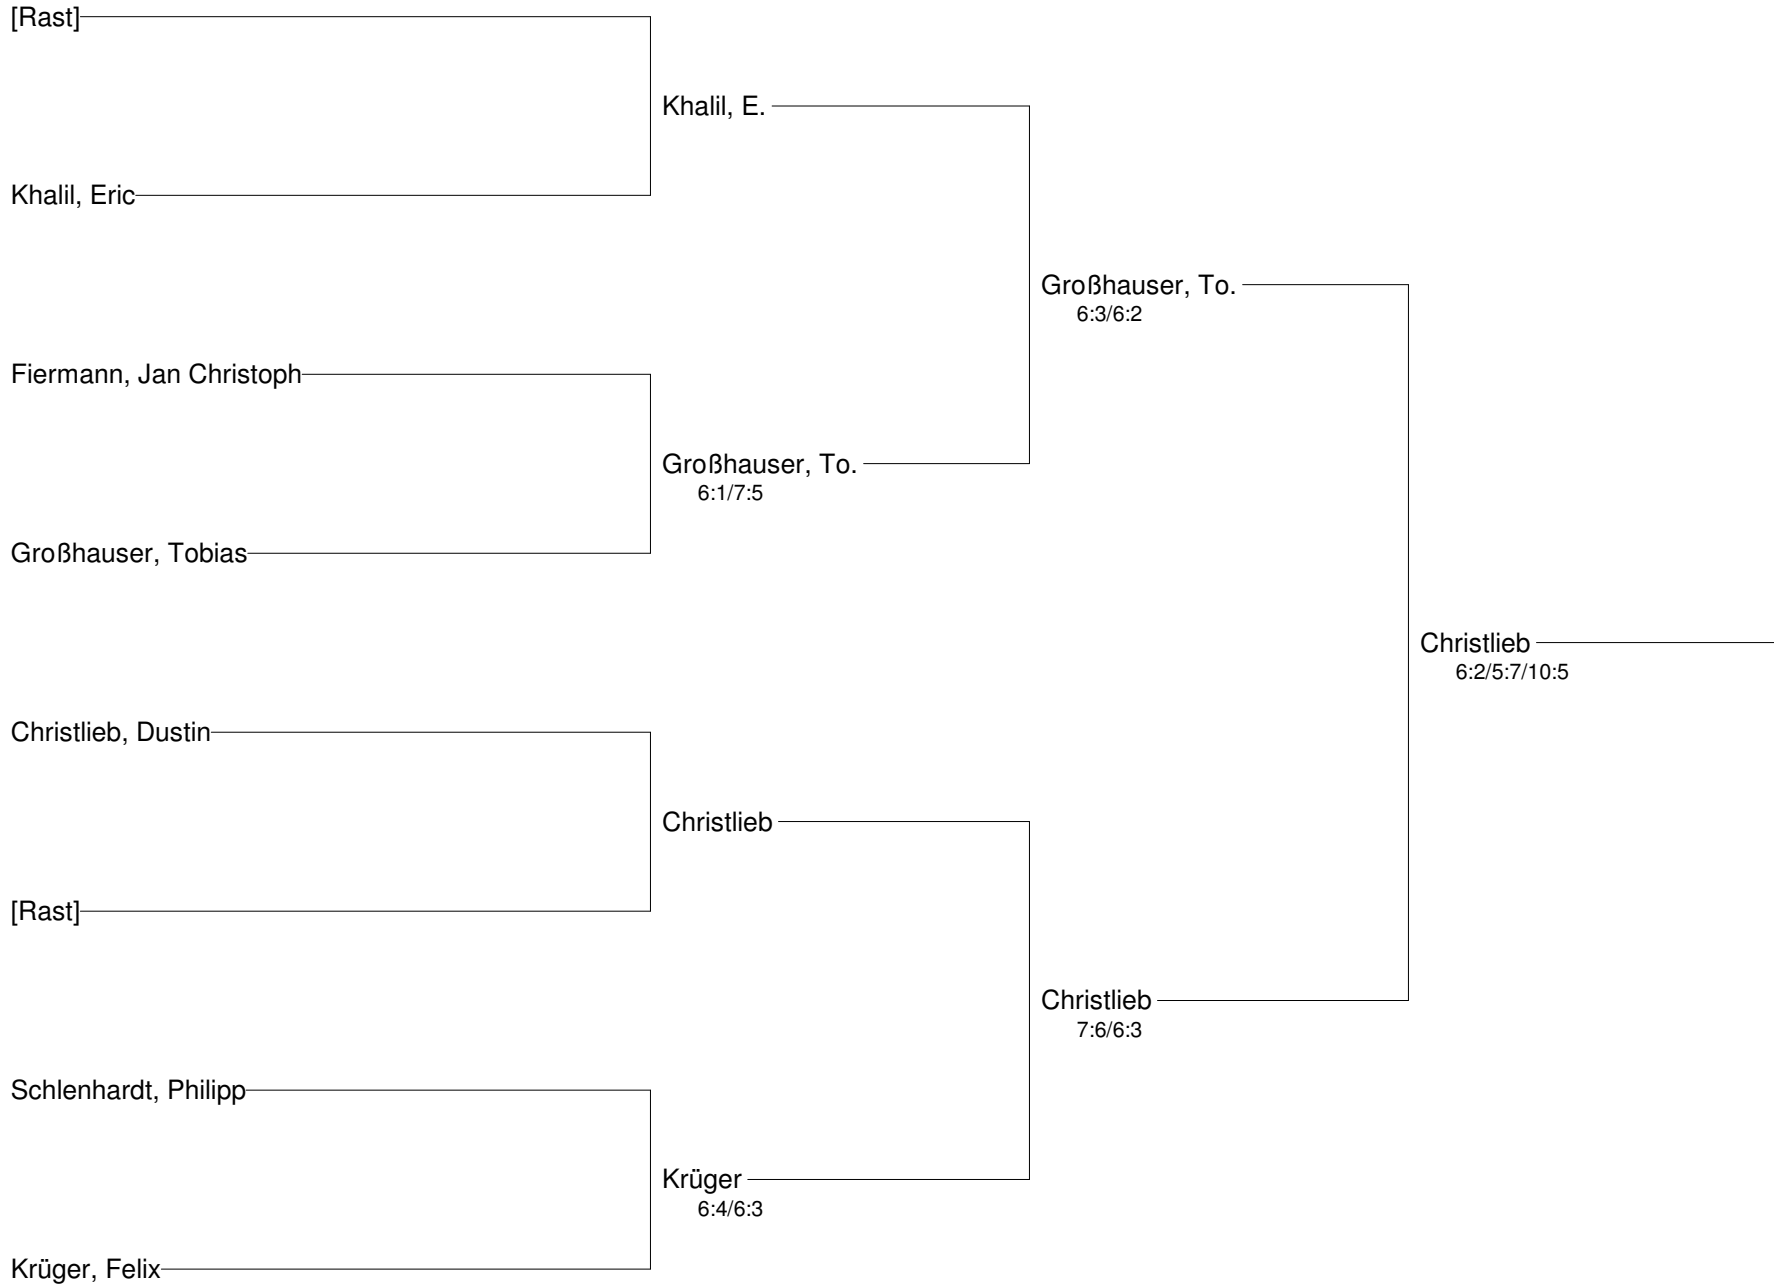 [Rast]
Khalil, E.
Khalil, Eric
Großhauser, To.
6:3/6:2
Fiermann, Jan Christoph
Großhauser, To.
6:1/7:5
Großhauser, Tobias
Christlieb
6:2/5:7/10:5
Christlieb, Dustin
Christlieb
[Rast]
Christlieb
7:6/6:3
Schlenhardt, Philipp
Krüger
6:4/6:3
Krüger, Felix